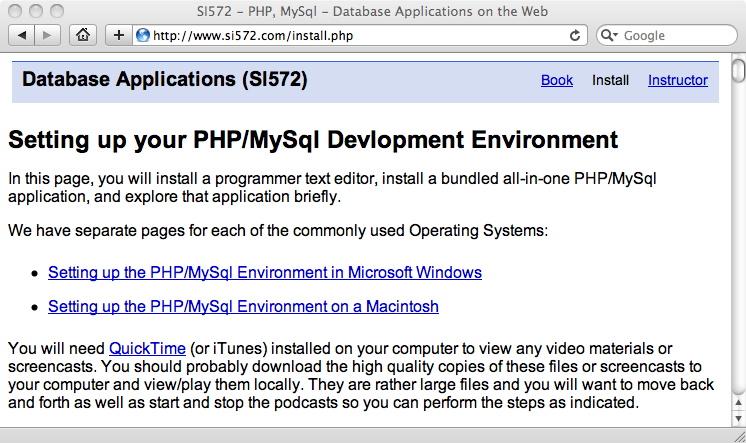 SI572 – PHP, MySql – Database Applications on the Web
http://www.si572.com/install.php
Google
Database Applications (SI572)
Book Install Instructor
Setting up your PHP/MySql Devlopment Environment
In this page, you will install a programmer text editor, install a bundled all-in-one PHP/MySql
application, and explore that application briefly.
We have separate pages for each of the commonly used Operating Systems:
• Setting up the PHP/MySql Environment in Microsoft Windows
• Setting up the PHP/MySql Environment on a Macintosh
You will need QuickTime (or iTunes) installed on your computer to view any video materials or
screencasts. You should probably download the high quality copies of these files or screencasts to
your computer and view/play them locally. They are rather large files and you will want to move back
and forth as well as start and stop the podcasts so you can perform the steps as indicated.